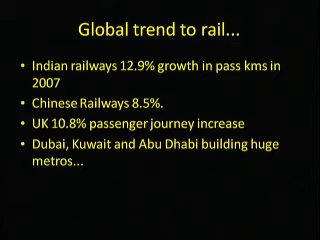 Global trend to rail...
• Indian railways 12.9% growth in pass kms in
2007
• Chinese Railways 8.5%.
• UK 10.8% passenger journey increase
• Dubai, Kuwait and Abu Dhabi building huge
metros...